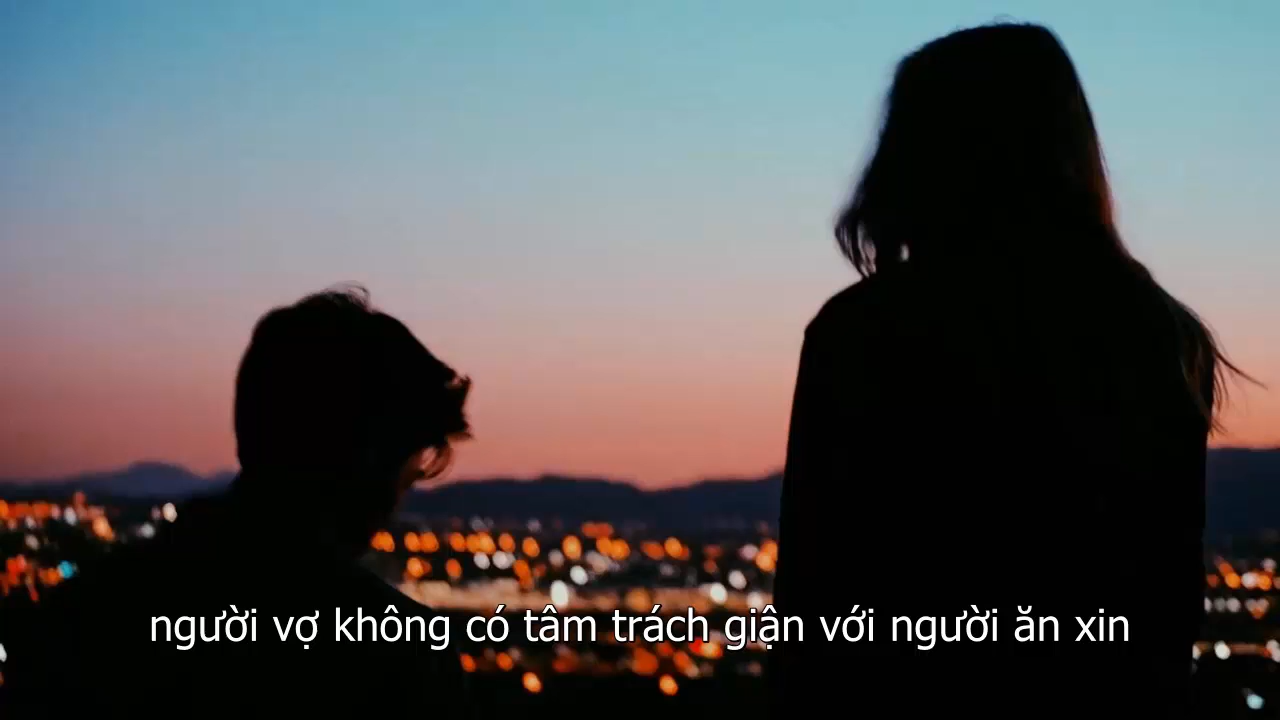 người vợ không có tâm trách giận với người ăn xin